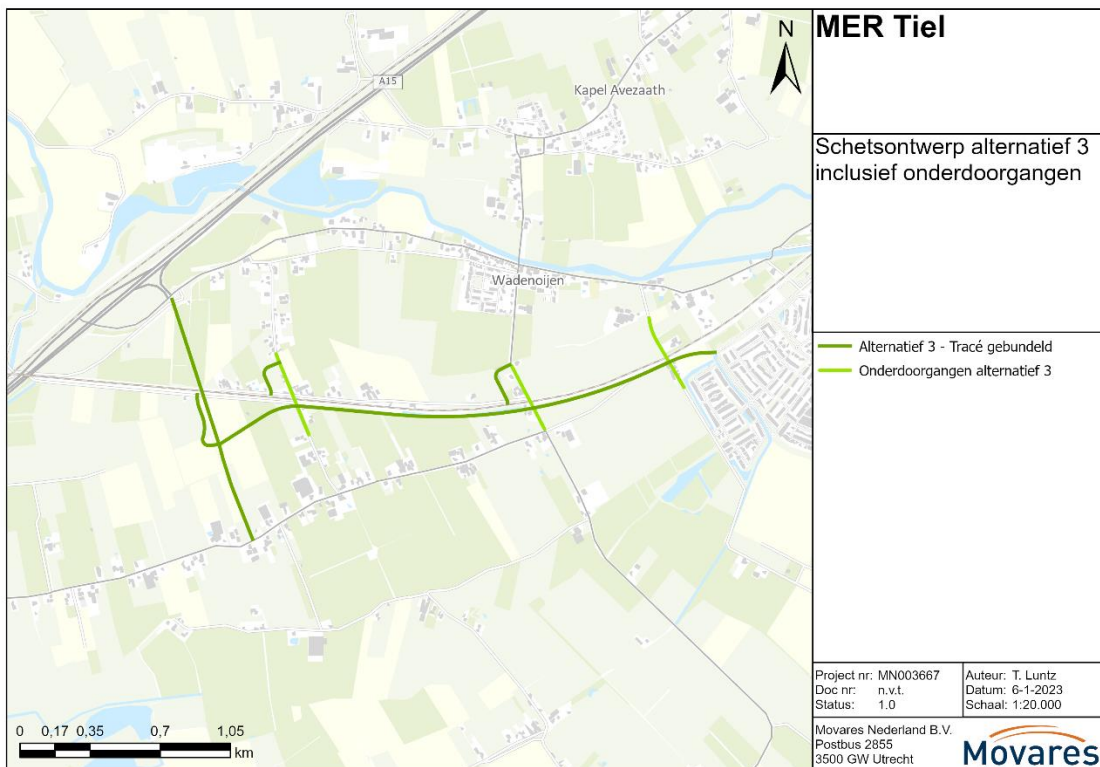 MER Tiel
Schetsontwerp alternatief 3
inclusief onderdoorgangen
Alternatief 3 - Tracé gebundeld
Onderdoorgangen alternatief 3
Project nr: MN003667
Doc nr: n.v.t.
Status: 1.0
Auteur: T. Luntz
Datum: 6-1-2023
Schaal: 1:20.000
Movares Nederland B.V.
Postbus 2855
3500 GW Utrecht
Movares
N
A15
Kapel Avezaath
Wadenoijen
0 0,17 0,35 0,7 1,05
km